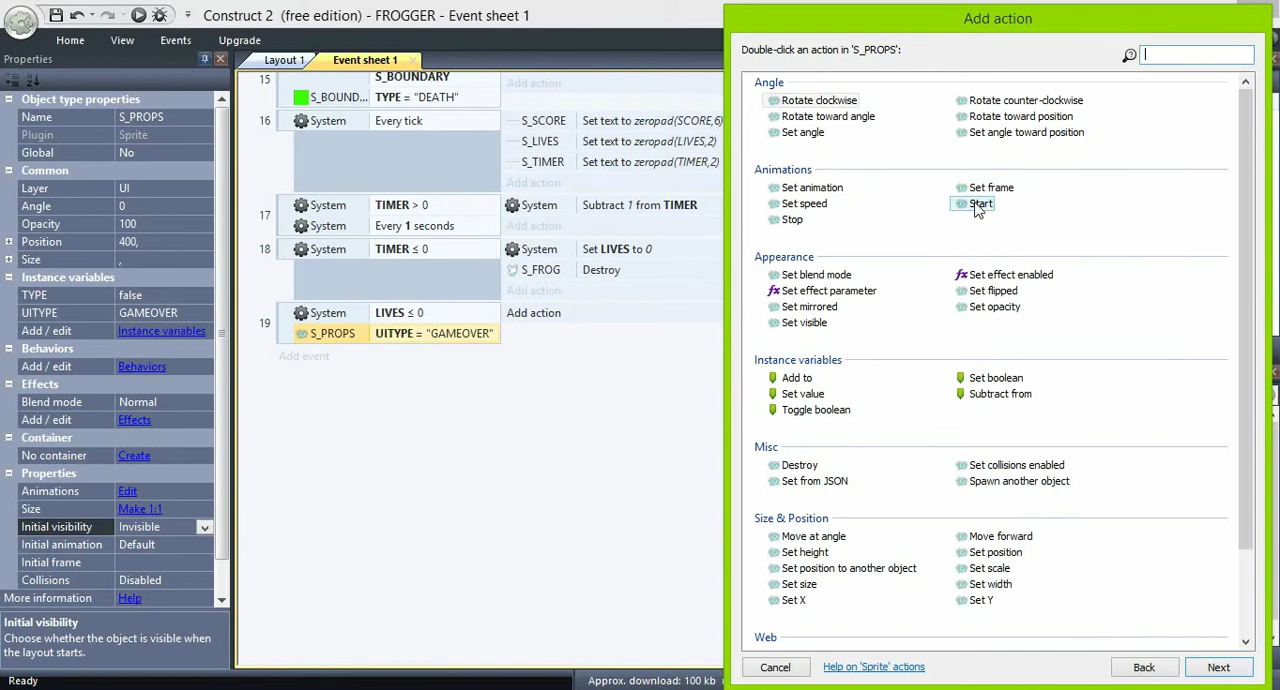 Construct 2 (free edition) - FROGGER - Event sheet 1
Home View Events Upgrade
Properties
Object type properties
Name S_PROPS
Plugin Sprite
Global No
Common
Layer UI
Angle 0
Opacity 100
Position 400,
Size ,
Instance variables
TYPE false
UITYPE GAMEOVER
Add / edit Instance variables
Behaviors
Add / edit Behaviors
Effects
Blend mode Normal
Add / edit Effects
Container
No container Create
Properties
Animations Edit
Size Make 1:1
Initial visibility Invisible
Initial animation Default
Initial frame
Collisions Disabled
More information Help
Initial visibility
Choose whether the object is visible when
the layout starts.
Ready
Layout 1 Event sheet 1
15 S_BOUNDARY Add action
S_BOUND... TYPE = "DEATH"
16 System Every tick S_SCORE Set text to zeropad(SCORE,6)
S_LIVES Set text to zeropad(LIVES,2)
S_TIMER Set text to zeropad(TIMER,2)
Add action
17 System TIMER > 0 System Subtract 1 from TIMER
System Every 1 seconds Add action
18 System TIMER ≤ 0 System Set LIVES to 0
S_FROG Destroy
Add action
19 System LIVES ≤ 0 Add action
S_PROPS UITYPE = "GAMEOVER"
Add event
Approx. download: 100 kb
Add action
Double-click an action in 'S_PROPS':
Angle
Rotate clockwise Rotate counter-clockwise
Rotate toward angle Rotate toward position
Set angle Set angle toward position
Animations
Set animation Set frame
Set speed Start
Stop
Appearance
Set blend mode Set effect enabled
Set effect parameter Set flipped
Set mirrored Set opacity
Set visible
Instance variables
Add to Set boolean
Set value Subtract from
Toggle boolean
Misc
Destroy Set collisions enabled
Set from JSON Spawn another object
Size & Position
Move at angle Move forward
Set height Set position
Set position to another object Set scale
Set size Set width
Set X Set Y
Web
Cancel Help on 'Sprite' actions Back Next